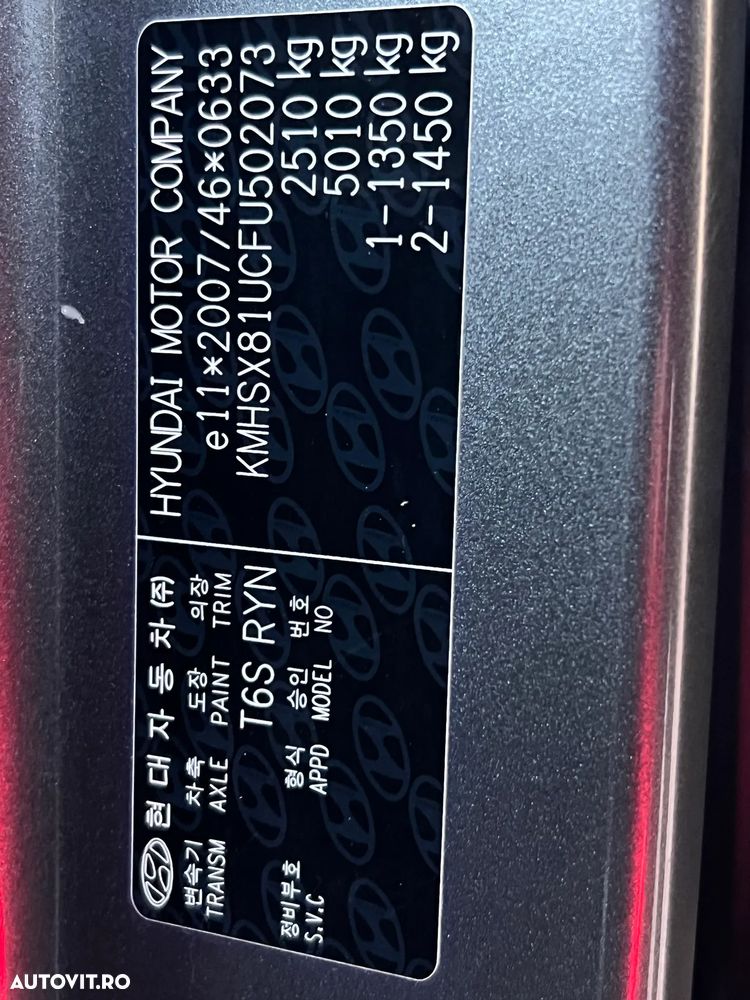 현대자동차(주)
변속기 차축 도장 의장
TRANSM AXLE PAINT TRIM
T6S RYN
정비부호 형식 승인 번호
S.V.C APPD MODEL NO
HYUNDAI MOTOR COMPANY
e11*2007/46*0633
KMHSX81UCFU502073
2510 kg
5010 kg
1-1350 kg
2-1450 kg
AUTOVIT.RO